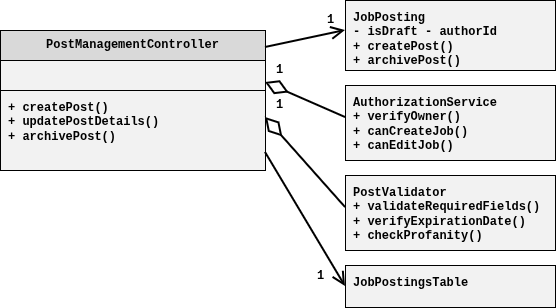 PostManagementController
+ createPost()
+ updatePostDetails()
+ archivePost()
1
1
1
1
JobPosting
- isDraft - authorId
+ createPost()
+ archivePost()
AuthorizationService
+ verifyOwner()
+ canCreateJob()
+ canEditJob()
PostValidator
+ validateRequiredFields()
+ verifyExpirationDate()
+ checkProfanity()
JobPostingsTable